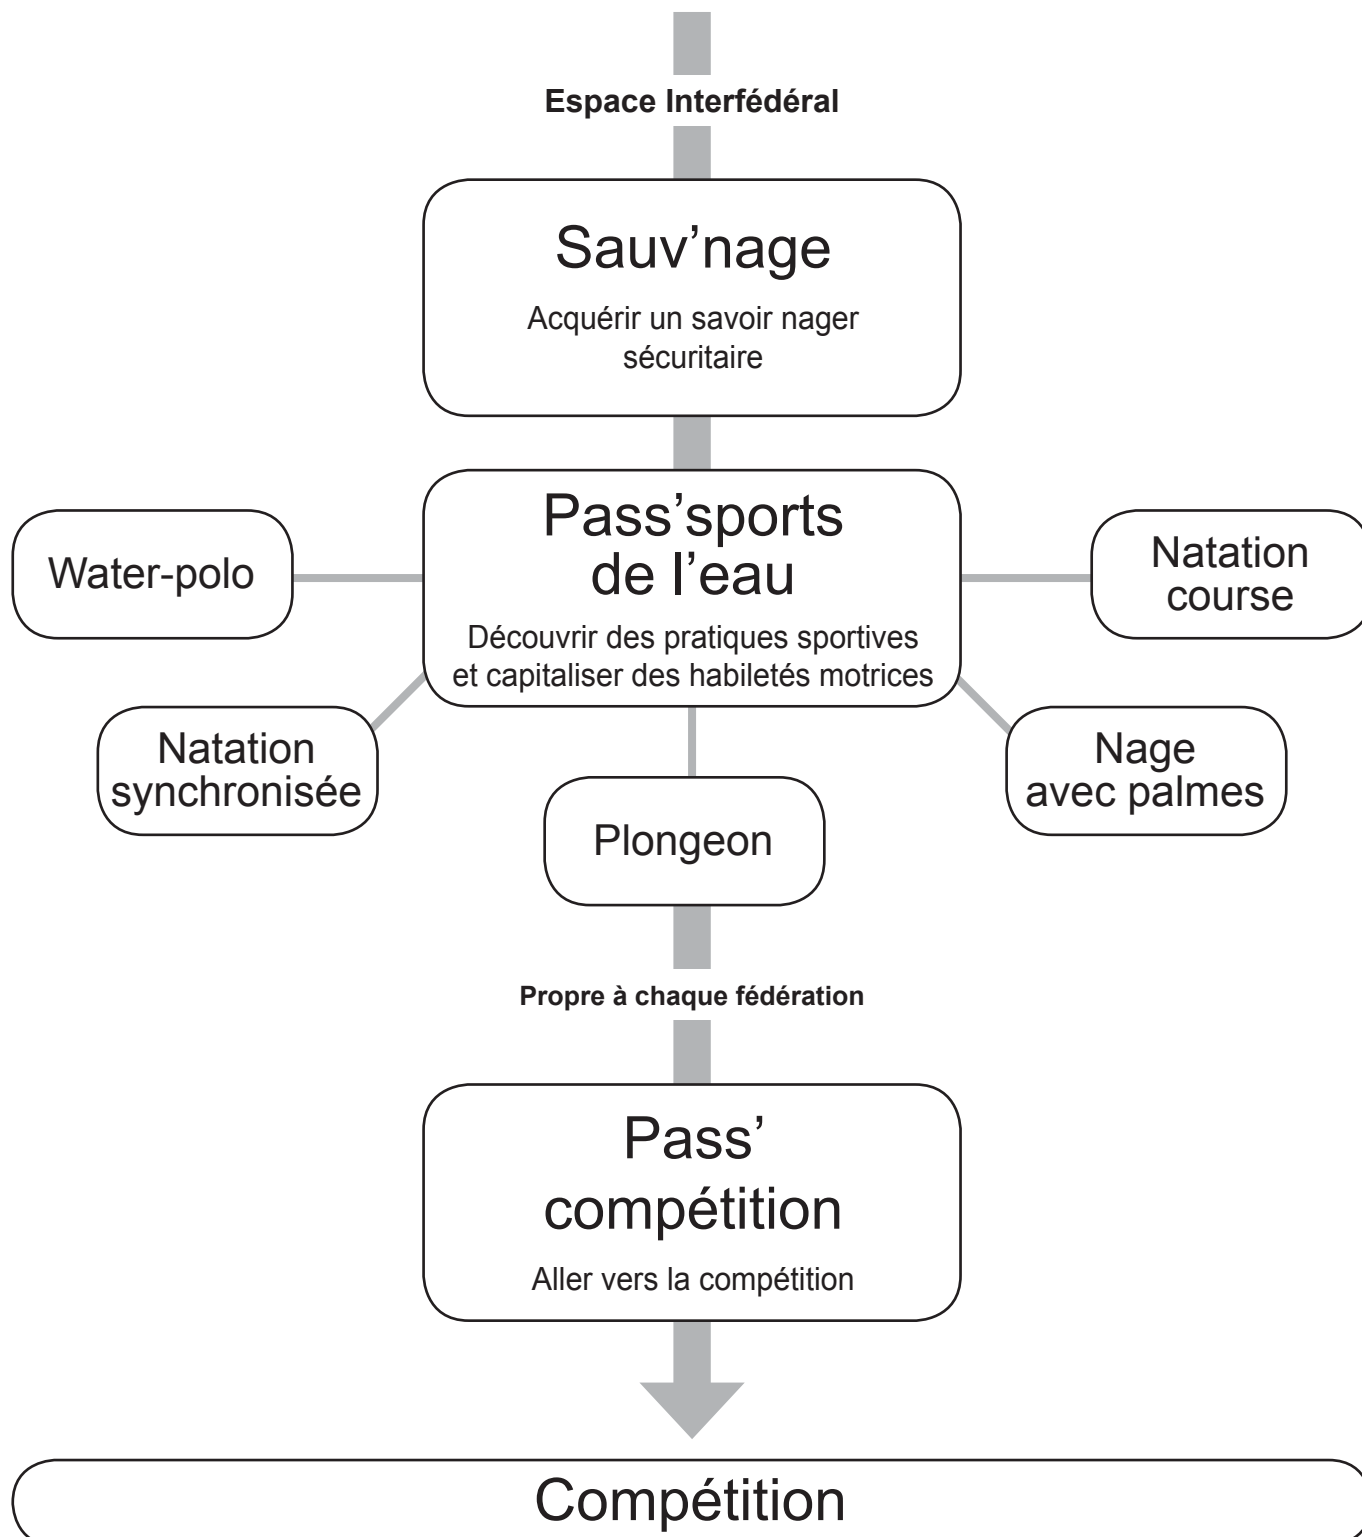 Espace Interfédéral
Sauv’nage
Acquérir un savoir nager
sécuritaire
Pass’sports
de l’eau
Découvrir des pratiques sportives
et capitaliser des habiletés motrices
Water-polo
Natation
course
Natation
synchronisée
Nage
avec palmes
Plongeon
Propre à chaque fédération
Pass’
compétition
Aller vers la compétition
Compétition